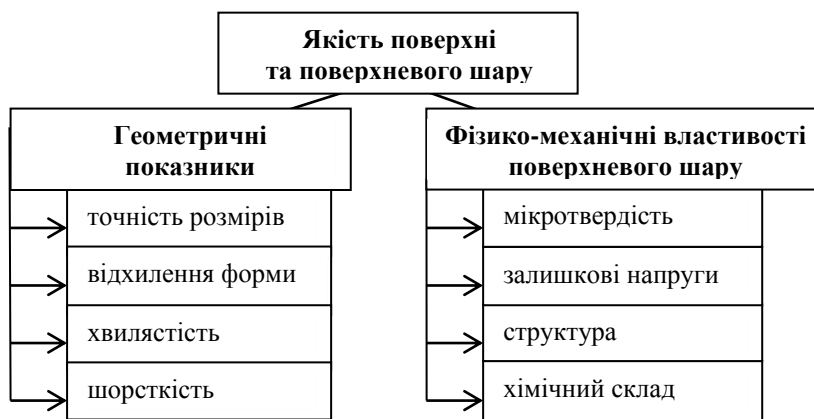 Якість поверхні
та поверхневого шару
Геометричні
показники
точність розмірів
відхилення форми
хвилястість
шорсткість
Фізико-механічні властивості
поверхневого шару
мікротвердість
залишкові напруги
структура
хімічний склад